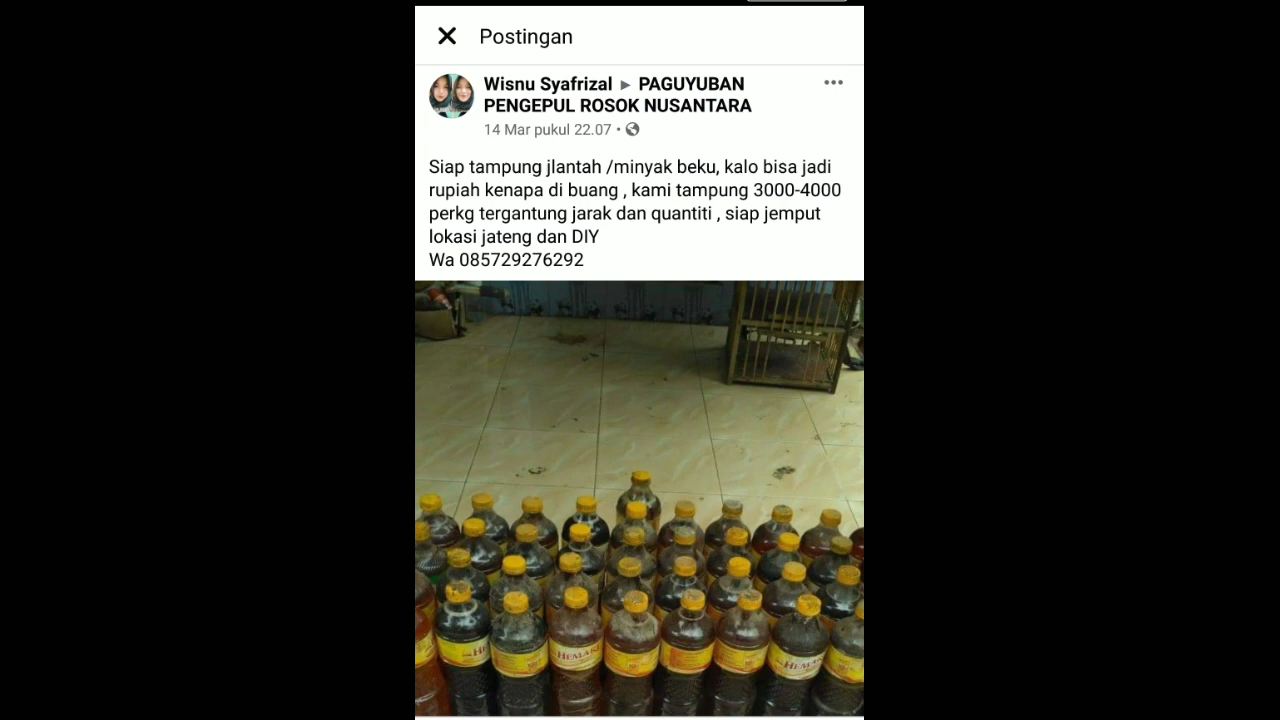 Postingan
Wisnu Syafrizal ▸ PAGUYUBAN
PENGEPUL ROSOK NUSANTARA
14 Mar pukul 22.07 •
Siap tampung jlantah /minyak beku, kalo bisa jadi
rupiah kenapa di buang , kami tampung 3000-4000
perkg tergantung jarak dan quantiti , siap jemput
lokasi jateng dan DIY
Wa 085729276292
HEMART